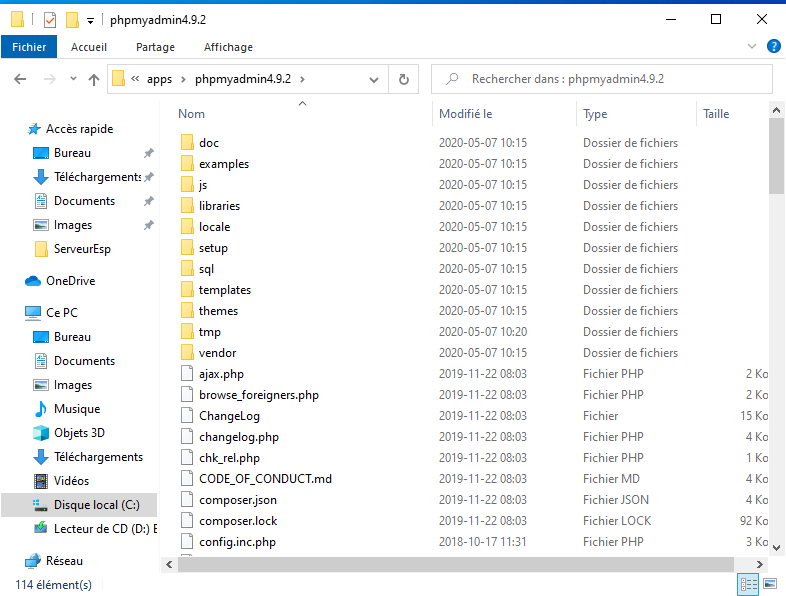 phpmyadmin4.9.2
Fichier Accueil Partage Affichage
« apps > phpmyadmin4.9.2 > Rechercher dans : phpmyadmin4.9.2
Nom Modifié le Type Taille
Accès rapide
Bureau
Téléchargements
Documents
Images
ServeurEsp
OneDrive
Ce PC
Bureau
Documents
Images
Musique
Objets 3D
Téléchargements
Vidéos
Disque local (C:)
Lecteur de CD (D:) E
Réseau
doc 2020-05-07 10:15 Dossier de fichiers
examples 2020-05-07 10:15 Dossier de fichiers
js 2020-05-07 10:15 Dossier de fichiers
libraries 2020-05-07 10:15 Dossier de fichiers
locale 2020-05-07 10:15 Dossier de fichiers
setup 2020-05-07 10:15 Dossier de fichiers
sql 2020-05-07 10:15 Dossier de fichiers
templates 2020-05-07 10:15 Dossier de fichiers
themes 2020-05-07 10:15 Dossier de fichiers
tmp 2020-05-07 10:20 Dossier de fichiers
vendor 2020-05-07 10:15 Dossier de fichiers
ajax.php 2019-11-22 08:03 Fichier PHP 2 Ko
browse_foreigners.php 2019-11-22 08:03 Fichier PHP 2 Ko
ChangeLog 2019-11-22 08:03 Fichier 15 Ko
changelog.php 2019-11-22 08:03 Fichier PHP 4 Ko
chk_rel.php 2019-11-22 08:03 Fichier PHP 1 Ko
CODE_OF_CONDUCT.md 2019-11-22 08:03 Fichier MD 4 Ko
composer.json 2019-11-22 08:03 Fichier JSON 4 Ko
composer.lock 2019-11-22 08:03 Fichier LOCK 92 Ko
config.inc.php 2018-10-17 11:31 Fichier PHP 3 Ko
114 élément(s)